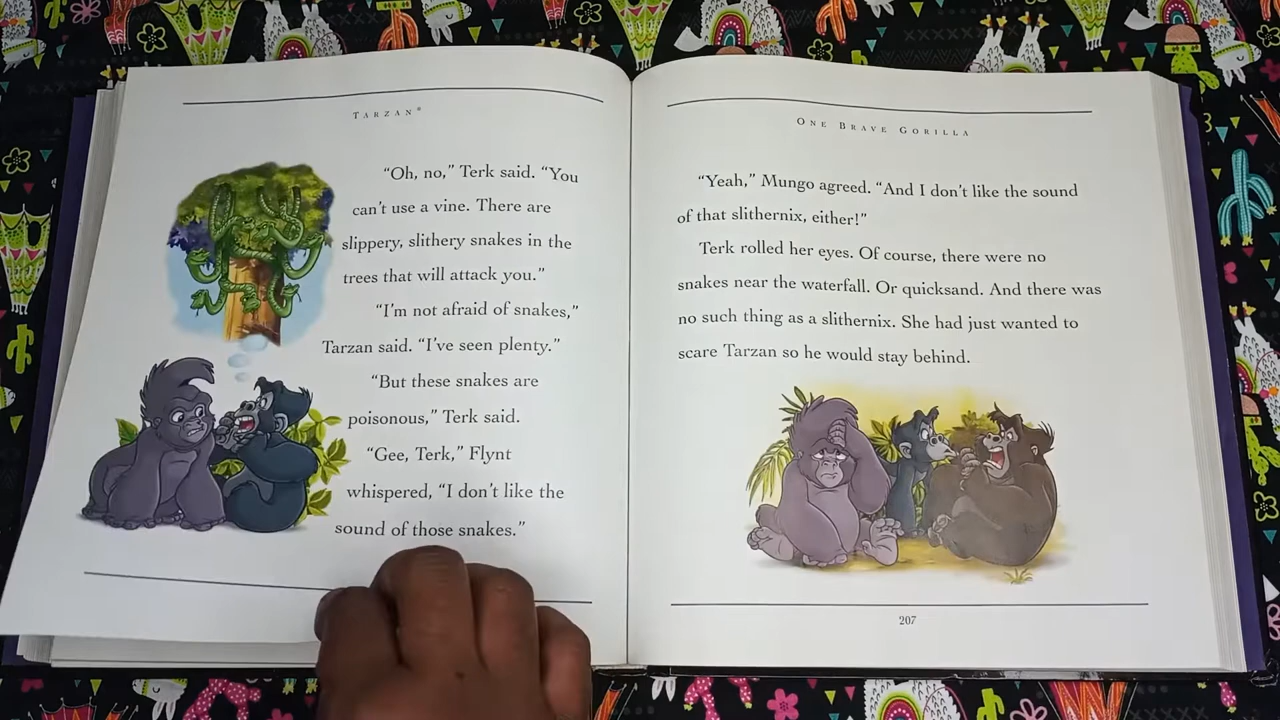 TARZAN®
“Oh, no,” Terk said. “You
can’t use a vine. There are
slippery, slithery snakes in the
trees that will attack you.”
“I’m not afraid of snakes,”
Tarzan said. “I’ve seen plenty.”
“But these snakes are
poisonous,” Terk said.
“Gee, Terk,” Flynt
whispered, “I don’t like the
sound of those snakes.”
ONE BRAVE GORILLA
“Yeah,” Mungo agreed. “And I don’t like the sound
of that slithernix, either!”
Terk rolled her eyes. Of course, there were no
snakes near the waterfall. Or quicksand. And there was
no such thing as a slithernix. She had just wanted to
scare Tarzan so he would stay behind.
207